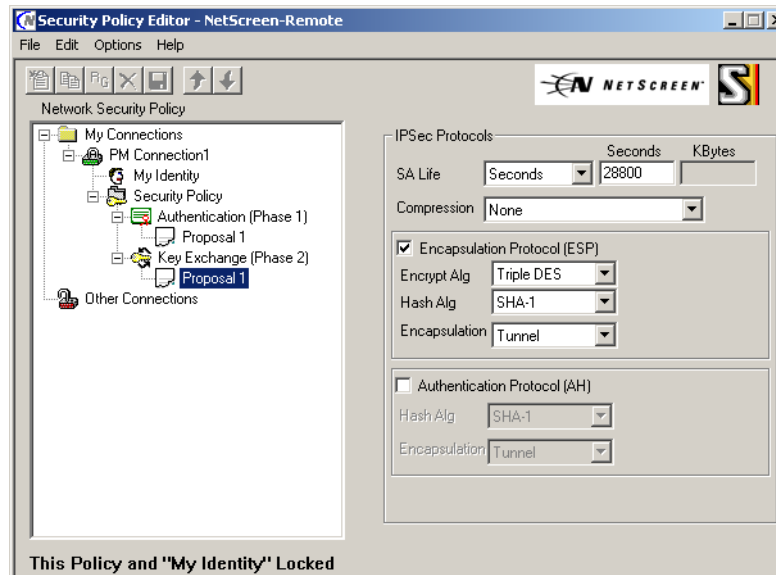 Security Policy Editor - NetScreen-Remote
File Edit Options Help
NETSCREEN
Network Security Policy
My Connections
PM Connection1
My Identity
Security Policy
Authentication (Phase 1)
Proposal 1
Key Exchange (Phase 2)
Proposal 1
Other Connections
IPSec Protocols
Seconds KBytes
SA Life Seconds 28800
Compression None
Encapsulation Protocol (ESP)
Encrypt Alg Triple DES
Hash Alg SHA-1
Encapsulation Tunnel
Authentication Protocol (AH)
Hash Alg SHA-1
Encapsulation Tunnel
This Policy and "My Identity" Locked